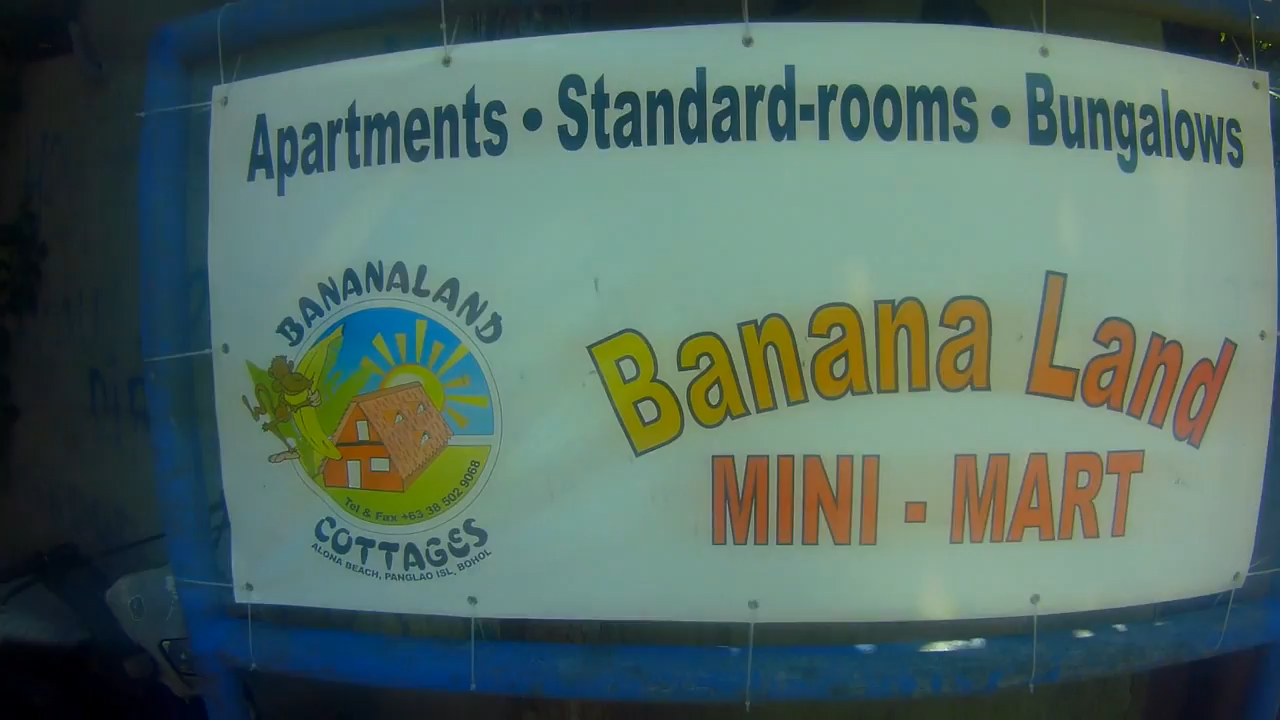 Apartments • Standard-rooms • Bungalows
BANANALAND
Tel & Fax +63 38 502 9068
COTTAGES
ALONA BEACH, PANGLAO ISL, BOHOL
Banana Land
MINI - MART